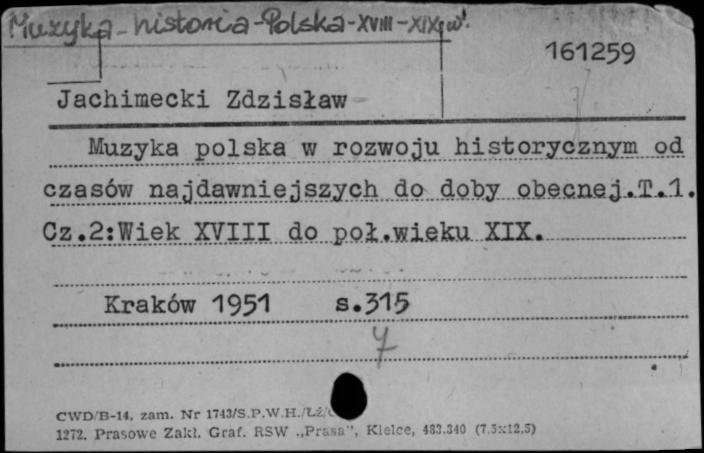 Muzyka - historia - Polska - XVIII - XIX w.
161259
Jachimecki Zdzisław
Muzyka polska w rozwoju historycznym od
czasów najdawniejszych do doby obecnej.T.1.
Cz.2:Wiek XVIII do poł.wieku XIX.
Kraków 1951 s.315
CWD/B-14, zam. Nr 1743/S.P.W.H./Łż/
1272. Prasowe Zakł. Graf. RSW „Prasa", Kielce, 483.340 (7,5x12,5)